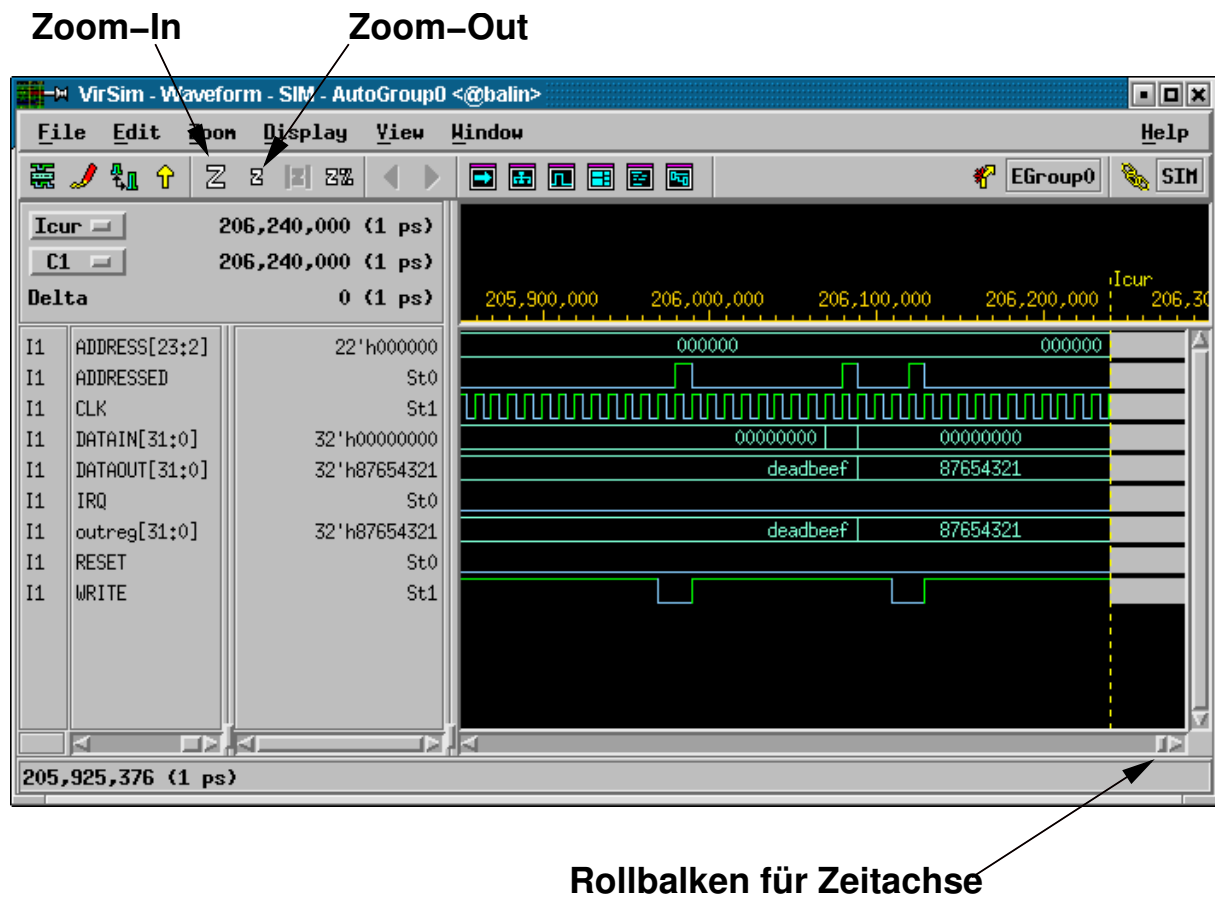 Zoom–In Zoom–Out
VirSim - Waveform - SIM - AutoGroup0 <@balin>
File Edit Zoom Display View Window Help
Z Z [Z] Z% EGroup0 SIM
Icur 206,240,000 (1 ps)
C1 206,240,000 (1 ps)
Delta 0 (1 ps)
Icur
205,900,000 206,000,000 206,100,000 206,200,000 206,30
I1 ADDRESS[23:2] 22'h000000 000000 000000
I1 ADDRESSED St0
I1 CLK St1
I1 DATAIN[31:0] 32'h00000000 00000000 00000000
I1 DATAOUT[31:0] 32'h87654321 deadbeef 87654321
I1 IRQ St0
I1 outreg[31:0] 32'h87654321 deadbeef 87654321
I1 RESET St0
I1 WRITE St1
205,925,376 (1 ps)
Rollbalken für Zeitachse